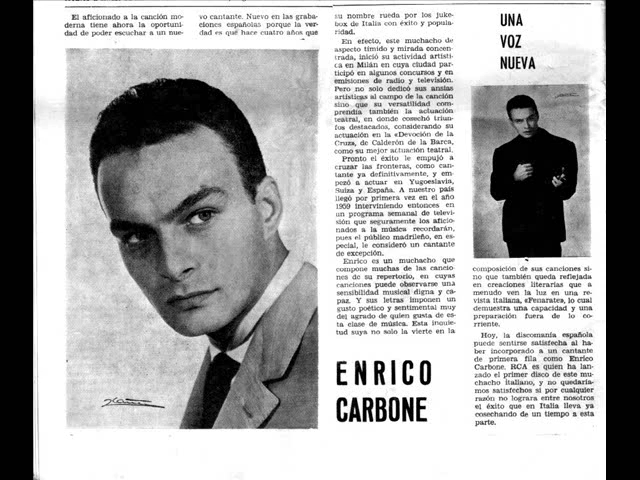 El aficionado a la canción mo-
derna tiene ahora la oportuni-
dad de poder escuchar a un nue-
vo cantante. Nuevo en las graba-
ciones españolas porque la ver-
dad es que hace cuatro años que
su nombre rueda por los juke-
box de Italia con éxito y popula-
ridad.
En efecto, este muchacho de
aspecto tímido y mirada concen-
trada, inició su actividad artísti-
ca en Milán en cuya ciudad par-
ticipó en algunos concursos y en
emisiones de radio y televisión.
Pero no solo dedicó sus ansias
artísticas al campo de la canción
sino que su versatilidad com-
prendía también la actuación
teatral, en donde cosechó triun-
fos destacados, considerando su
actuación en la «Devoción de la
Cruz», de Calderón de la Barca,
como su mejor actuación teatral.
Pronto el éxito le empujó a
cruzar las fronteras, como can-
tante ya definitivamente, y em-
pezó a actuar en Yugoeslavia,
Suiza y España. A nuestro país
llegó por primera vez en el año
1959 interviniendo entonces en
un programa semanal de televi-
sión que seguramente los aficio-
nados a la música recordarán,
pues el público madrileño, en es-
pecial, le consideró un cantante
de excepción.
Enrico es un muchacho que
compone muchas de las cancio-
nes de su repertorio, en cuyas
canciones puede observarse una
sensibilidad musical digna y ca-
paz. Y sus letras imponen un
gusto poético y sentimental muy
del agrado de quien gusta de es-
ta clase de música. Esta inquie-
tud suya no solo la vierte en la
ENRICO
CARBONE
UNA
VOZ
NUEVA
composición de sus canciones si-
no que también queda reflejada
en creaciones literarias que a
menudo ven la luz en una re-
vista italiana, «Fenarate», lo cual
demuestra una capacidad y una
preparación fuera de lo co-
rriente.
Hoy, la discomanía española
puede sentirse satisfecha al ha-
ber incorporado a un cantante
de primera fila como Enrico
Carbone. RCA es quien ha lan-
zado el primer disco de este mu-
chacho italiano, y no quedaría-
mos satisfechos si por cualquier
razón no lograra entre nosotros
el éxito que en Italia lleva ya
cosechando de un tiempo a esta
parte.